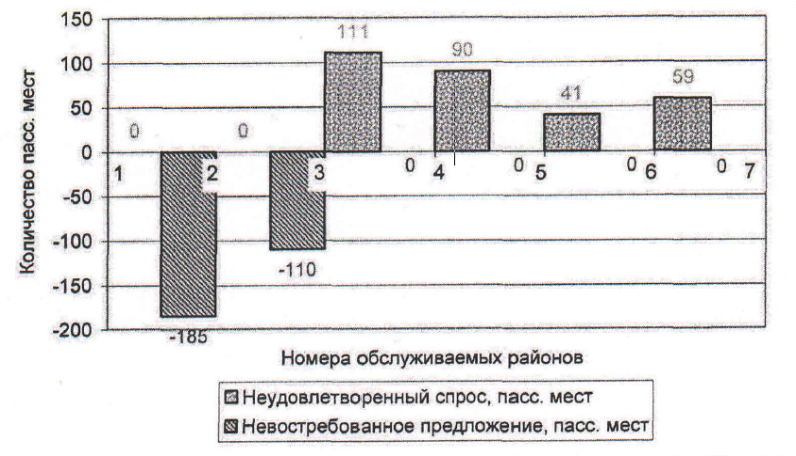 Количество пасс. мест
150
100
50
0
-50
-100
-150
-200
111
90
59
41
0 0
0 0 0 0
1 2 3 4 5 6 7
-110
-185
Номера обслуживаемых районов
Неудовлетворенный спрос, пасс. мест
Невостребованное предложение, пасс. мест